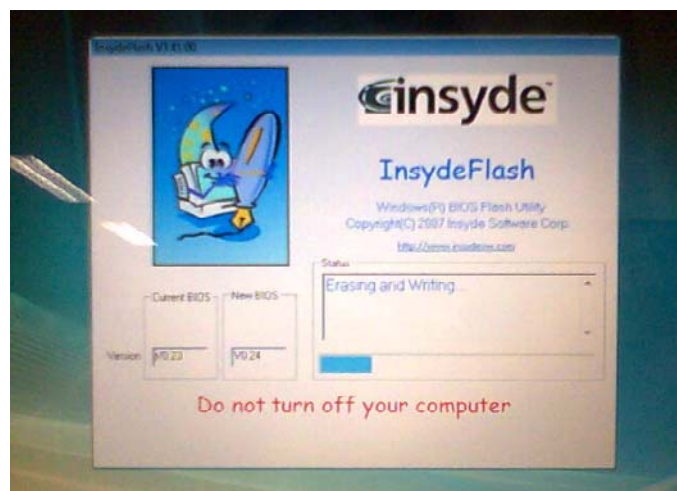 InsydeFlash V3.41.00
insyde
InsydeFlash
Windows(R) BIOS Flash Utility
Copyright(C) 2007 Insyde Software Corp.
Status
Erasing and Writing...
Current BIOS
New BIOS
Version
V0.23
V0.24
Do not turn off your computer